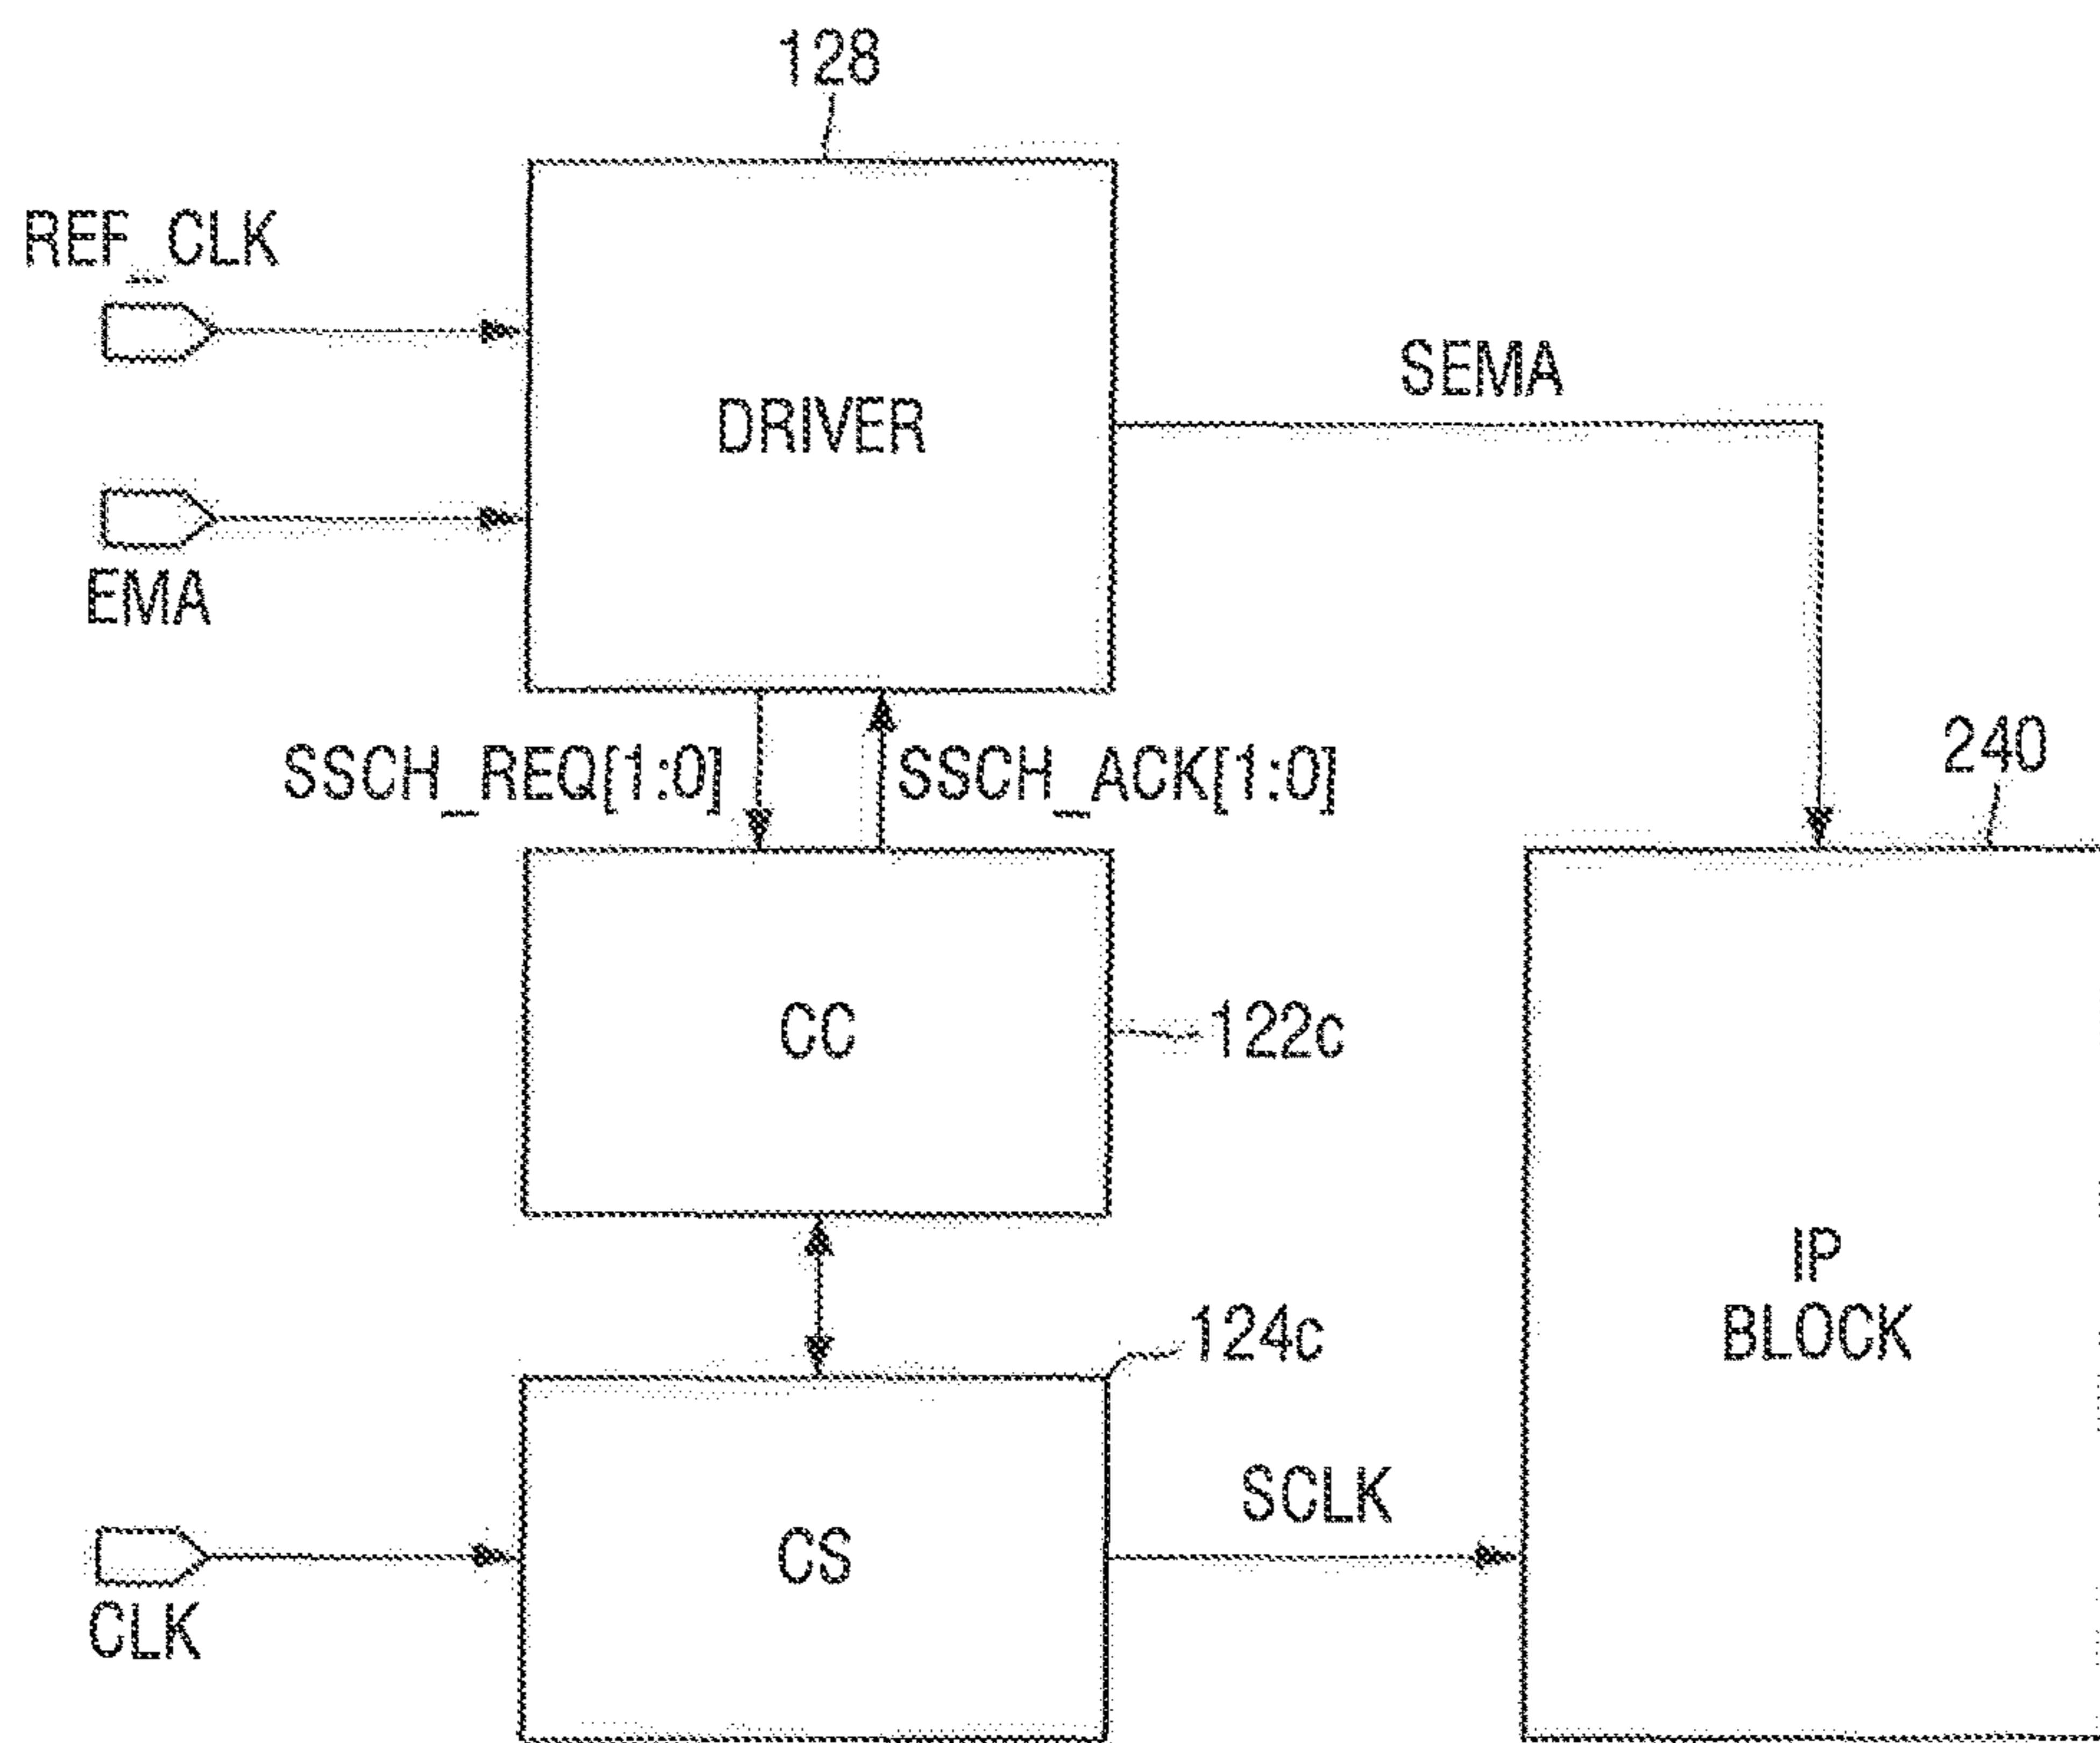 128
REF_CLK
DRIVER
SEMA
EMA
SSCH_REQ[1:0]
SSCH_ACK[1:0]
240
CC
122c
IP
BLOCK
124c
SCLK
CS
CLK